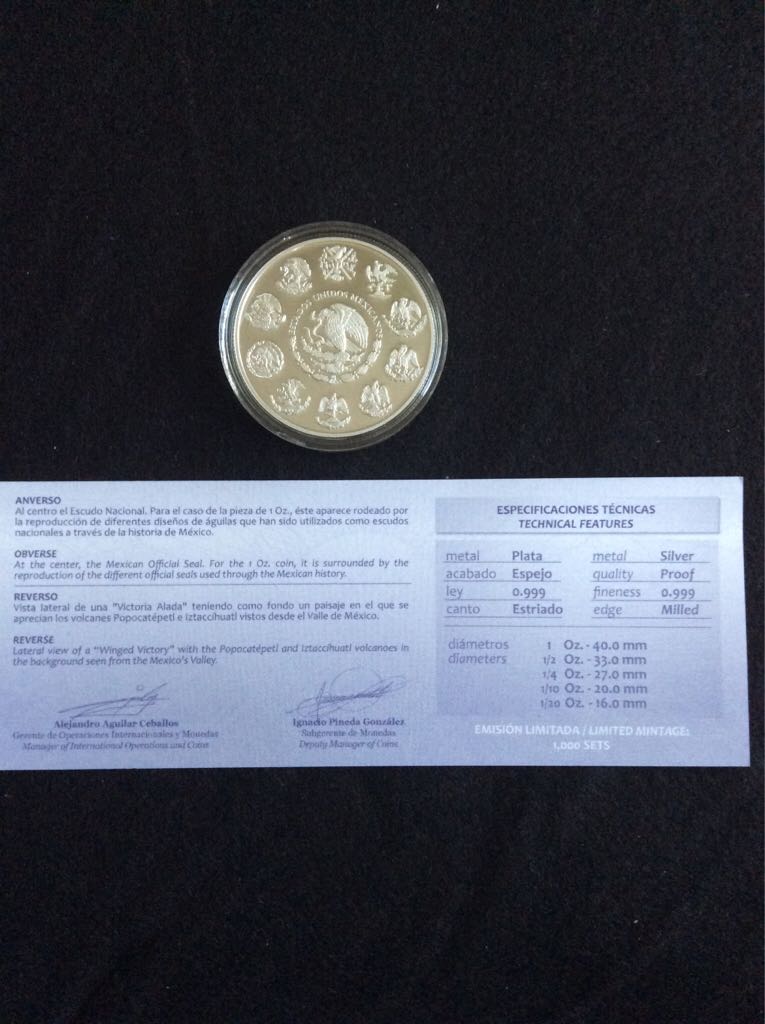 ESTADOS UNIDOS MEXICANOS
ANVERSO
Al centro el Escudo Nacional. Para el caso de la pieza de 1 Oz., éste aparece rodeado por
la reproducción de diferentes diseños de águilas que han sido utilizados como escudos
nacionales a través de la historia de México.
OBVERSE
At the center, the Mexican Official Seal. For the 1 Oz. coin, it is surrounded by the
reproduction of the different official seals used through the Mexican history.
REVERSO
Vista lateral de una "Victoria Alada" teniendo como fondo un paisaje en el que se
aprecian los volcanes Popocatépetl e Iztaccíhuatl vistos desde el Valle de México.
REVERSE
Lateral view of a "Winged Victory" with the Popocatépetl and Iztaccíhuatl volcanoes in
the background seen from the Mexico's Valley.
Alejandro Aguilar Ceballos
Gerente de Operaciones Internacionales y Monedas
Manager of International Operations and Coins
Ignacio Pineda González
Subgerente de Monedas
Deputy Manager of Coins
ESPECIFICACIONES TÉCNICAS
TECHNICAL FEATURES
metal Plata metal Silver
acabado Espejo quality Proof
ley 0.999 fineness 0.999
canto Estriado edge Milled
diámetros 1 Oz. - 40.0 mm
diameters 1/2 Oz. - 33.0 mm
1/4 Oz. - 27.0 mm
1/10 Oz. - 20.0 mm
1/20 Oz. - 16.0 mm
EMISIÓN LIMITADA / LIMITED MINTAGE:
1,000 SETS